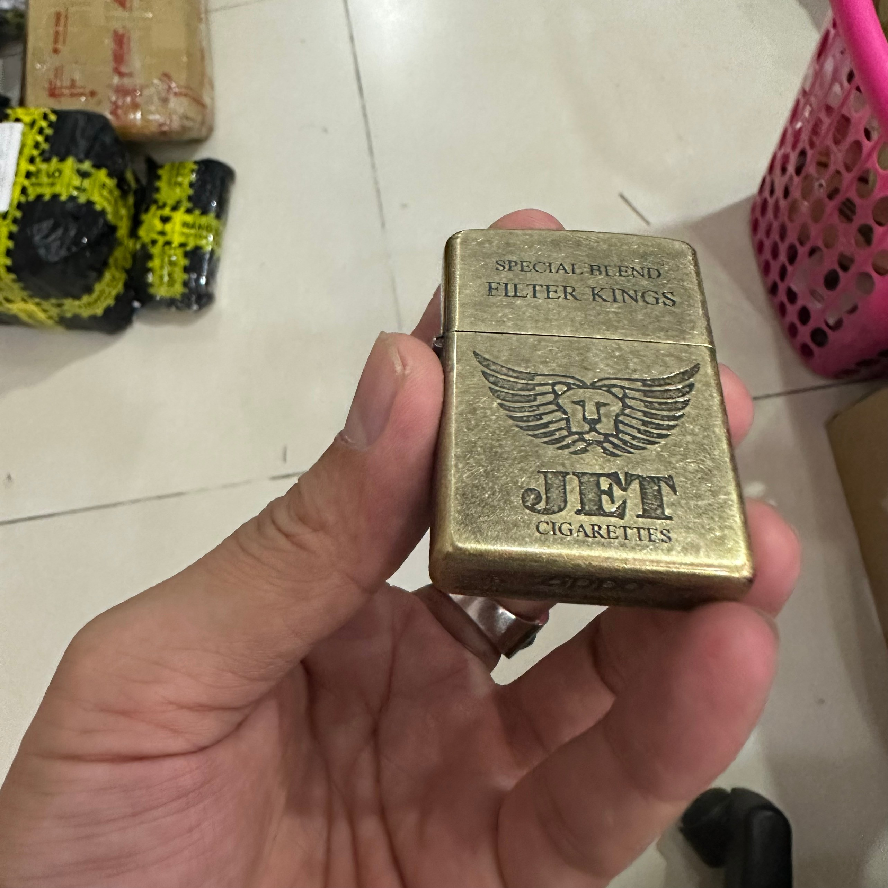 SPECIAL BLEND
FILTER KINGS
JET
CIGARETTES